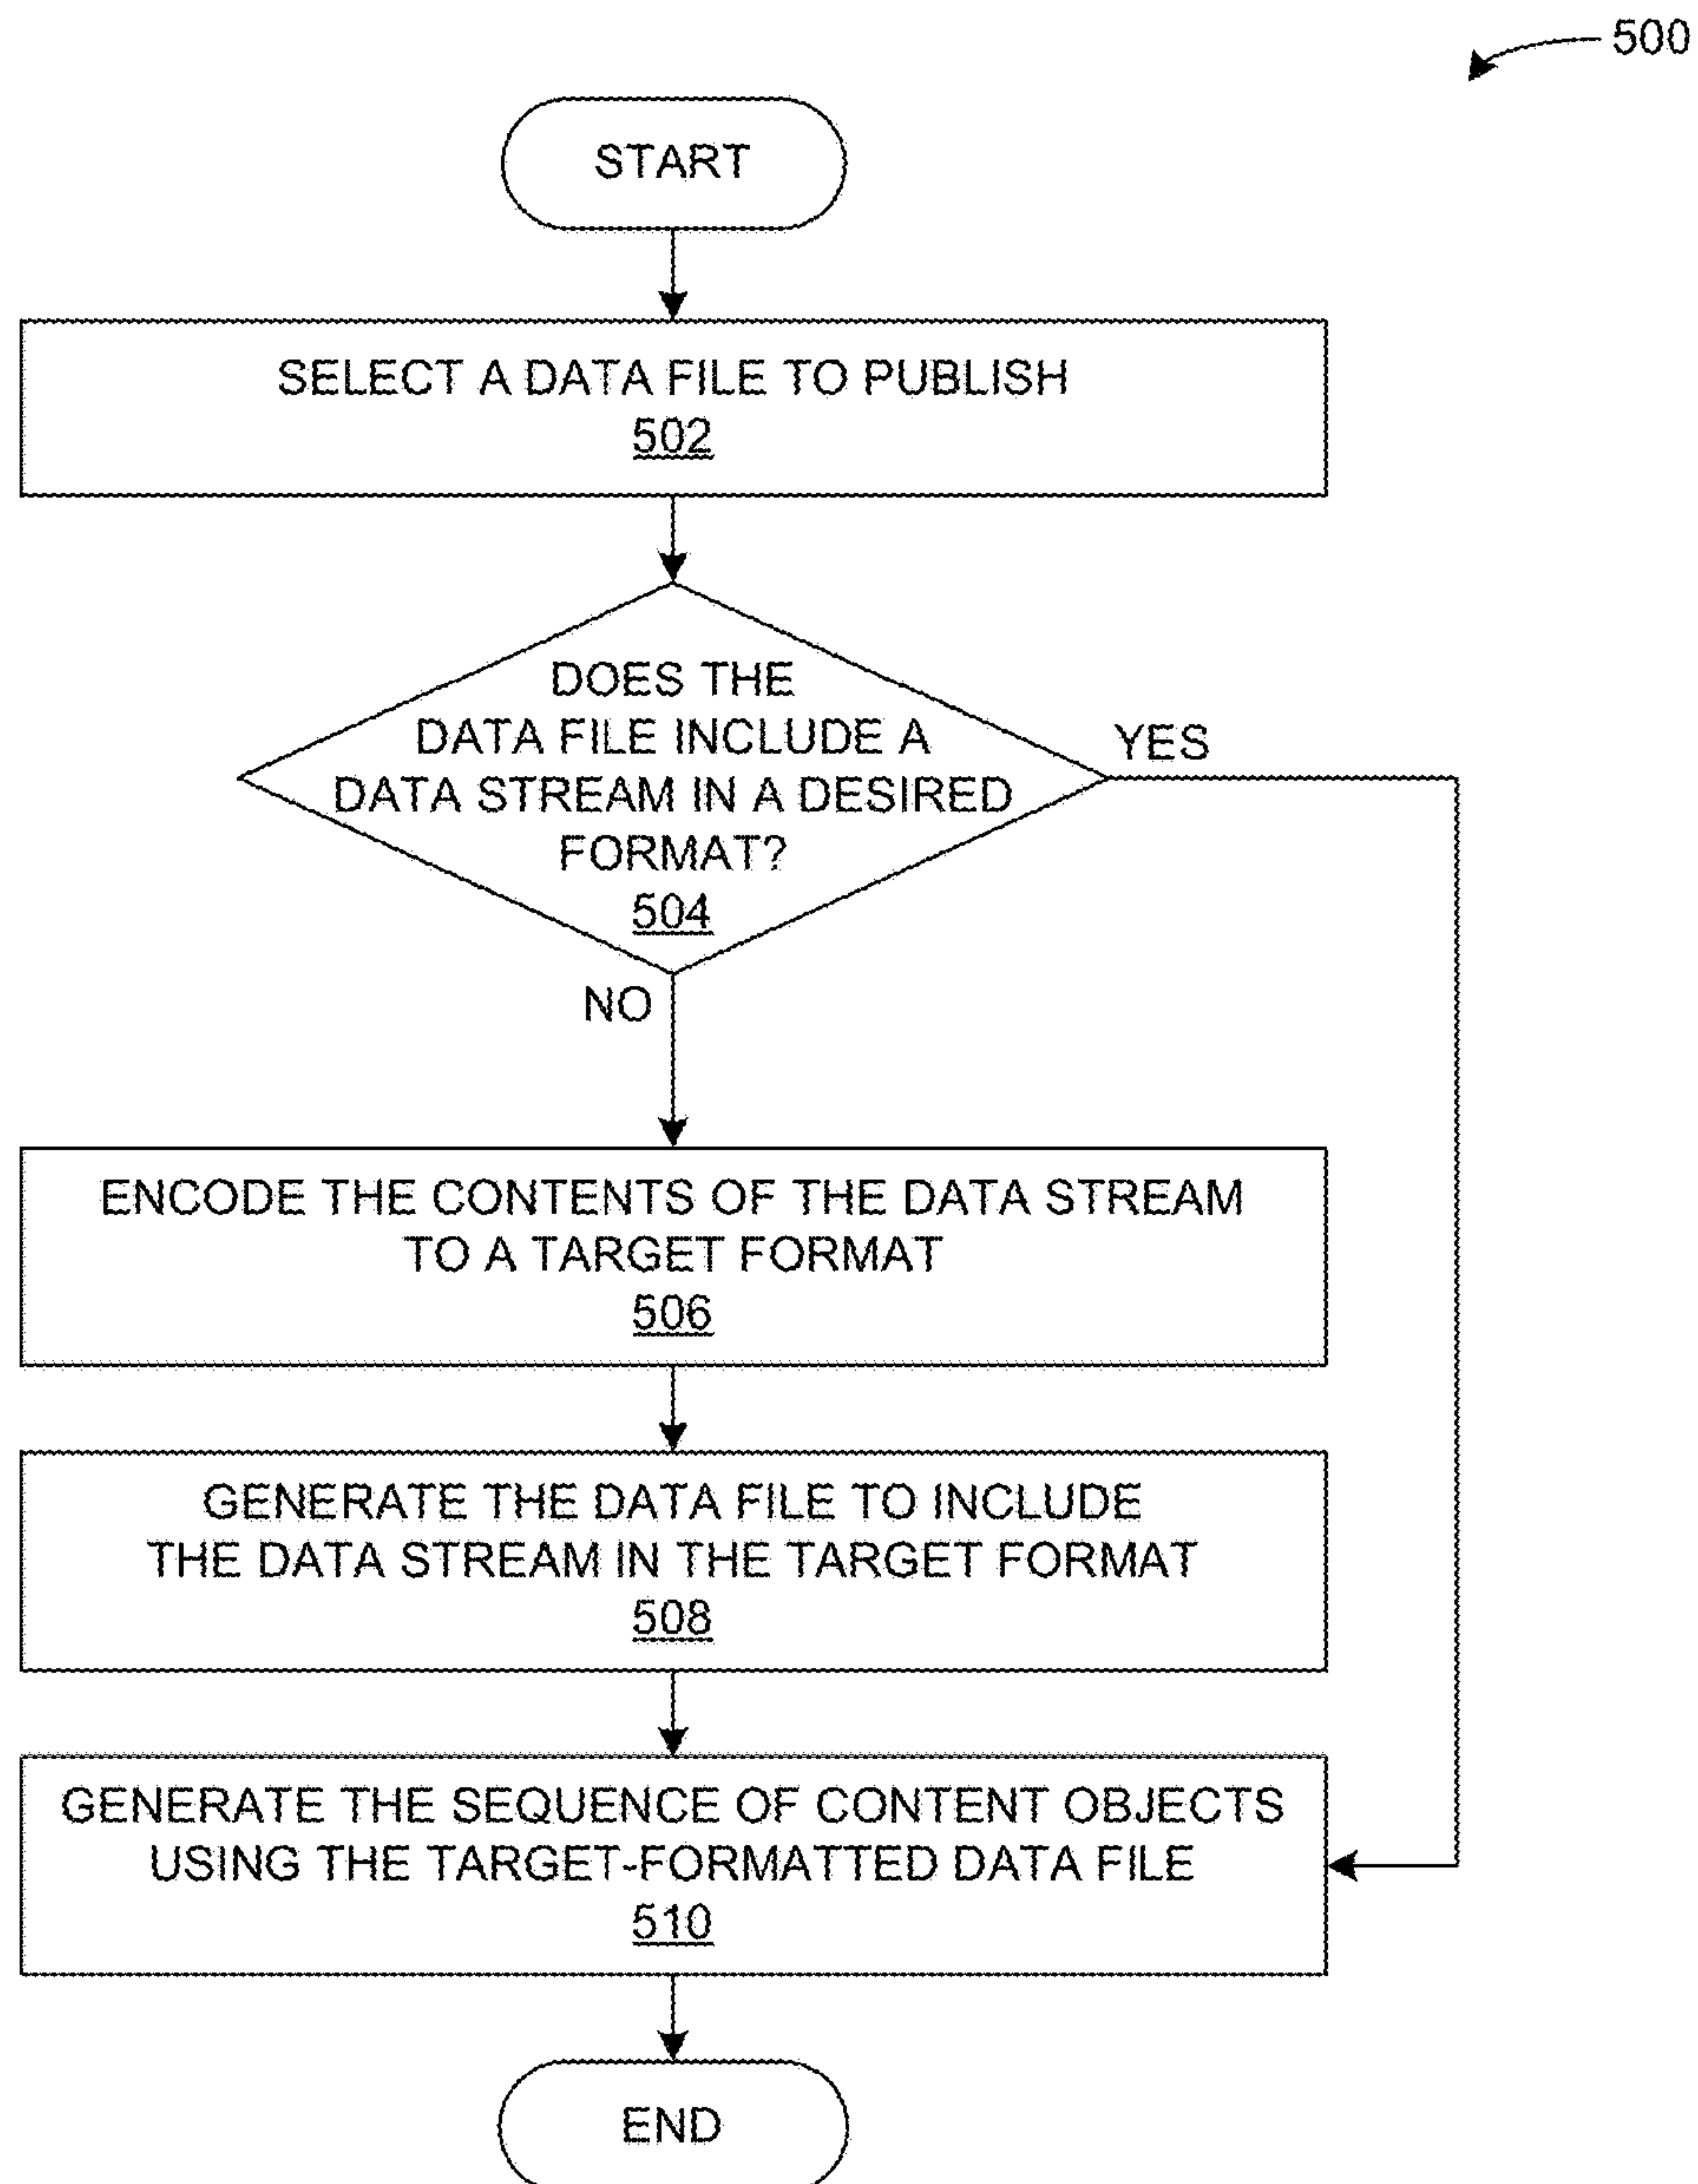 500
START
SELECT A DATA FILE TO PUBLISH
502
DOES THE
DATA FILE INCLUDE A
DATA STREAM IN A DESIRED
FORMAT?
504
YES
NO
ENCODE THE CONTENTS OF THE DATA STREAM
TO A TARGET FORMAT
506
GENERATE THE DATA FILE TO INCLUDE
THE DATA STREAM IN THE TARGET FORMAT
508
GENERATE THE SEQUENCE OF CONTENT OBJECTS
USING THE TARGET-FORMATTED DATA FILE
510
END